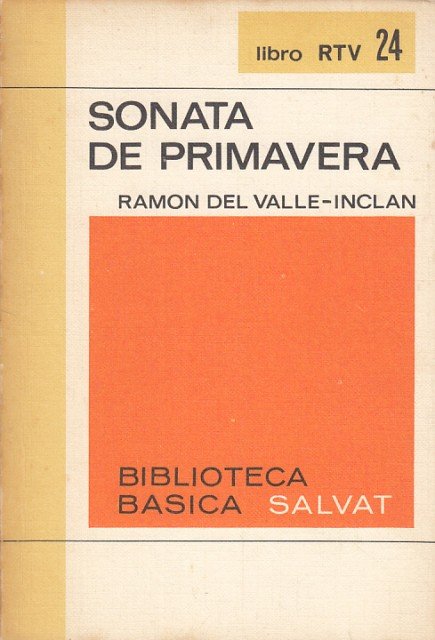 libro RTV 24
SONATA
DE PRIMAVERA
RAMON DEL VALLE-INCLAN
BIBLIOTECA
BASICA SALVAT